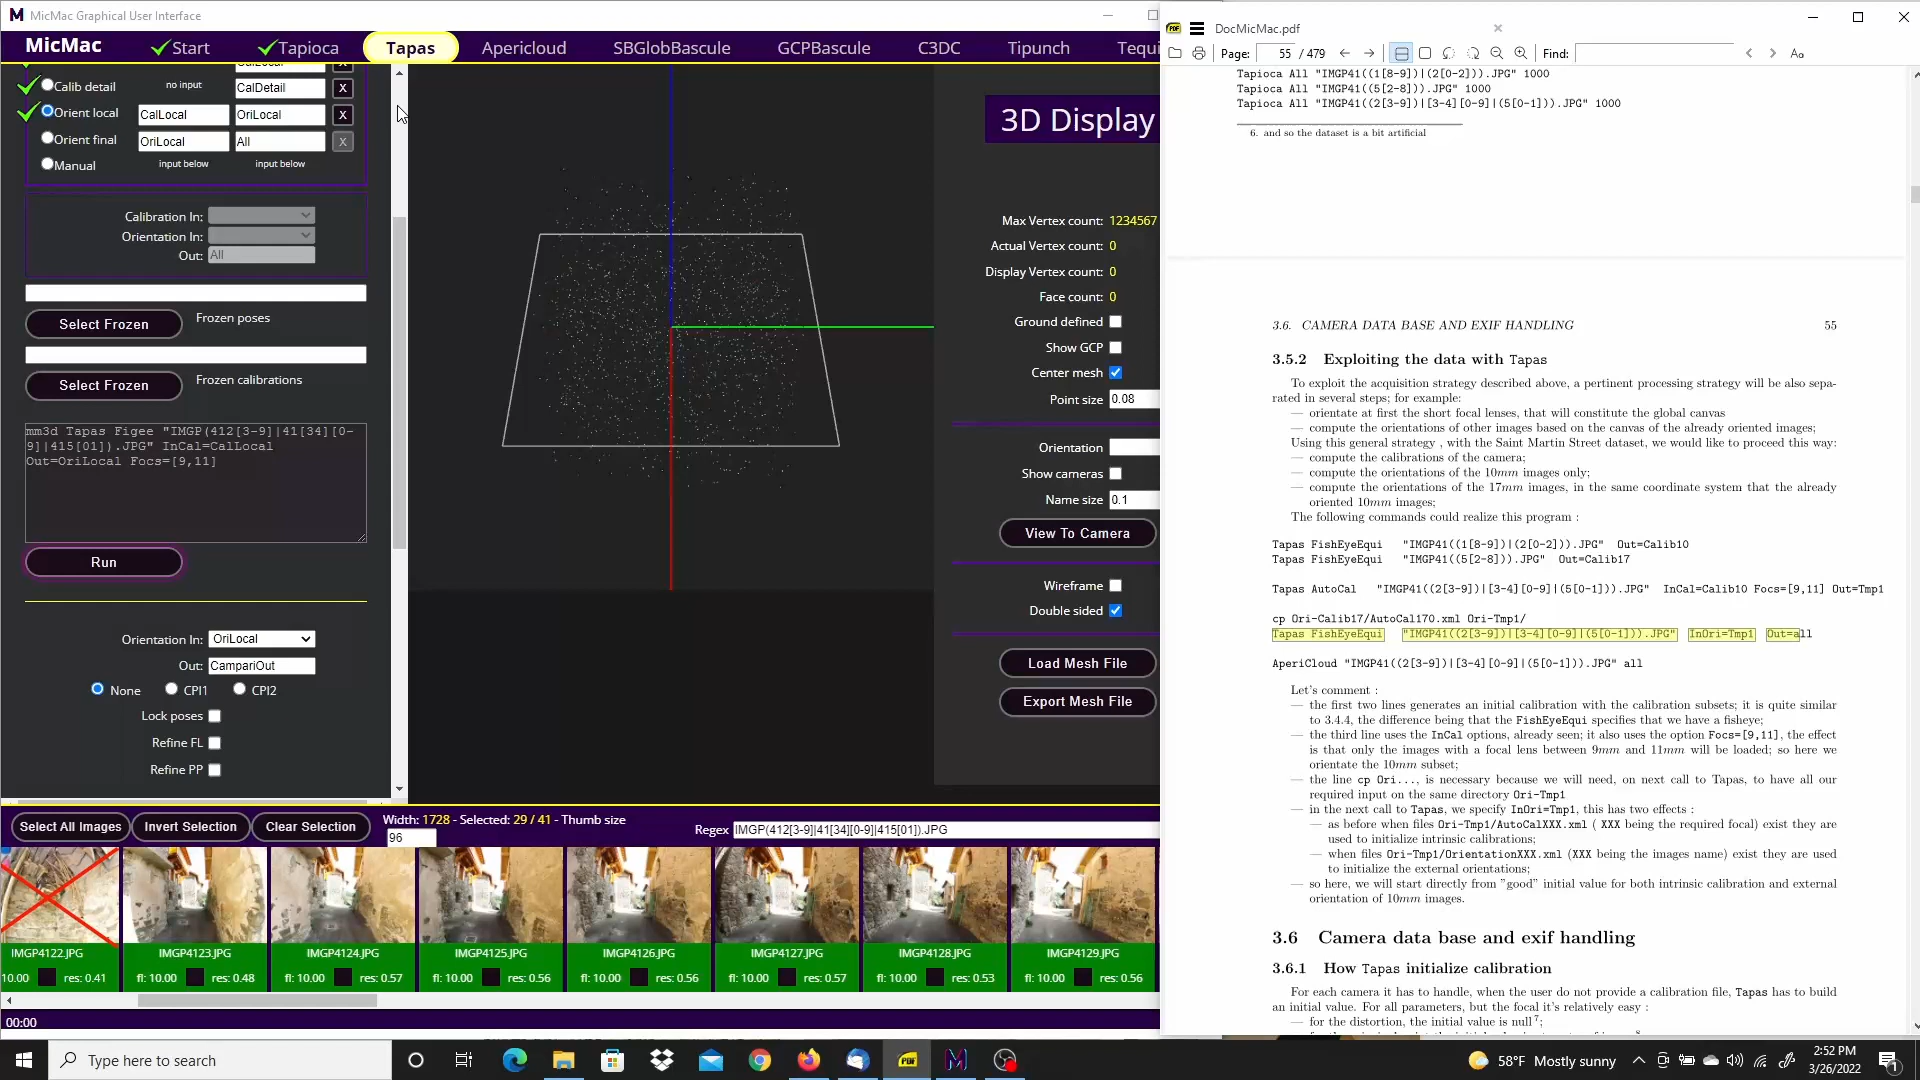 MicMac Graphical User Interface
MicMac
Start
Tapioca
Tapas
Apericloud
SBGlobBascule
GCPBascule
C3DC
Tipunch
Tequi
Calib detail
no input
CalDetail
X
Orient local
CalLocal
OriLocal
X
Orient final
OriLocal
All
X
Manual
input below
input below
Calibration In:
Orientation In:
Out:
All
Select Frozen
Frozen poses
Select Frozen
Frozen calibrations
mm3d Tapas Figee "IMGP(412[3-9]|41[34][0-
9]|415[01]).JPG" InCal=CalLocal
Out=OriLocal Focs=[9,11]
Run
Orientation In:
OriLocal
Out:
CampariOut
None
CPI1
CPI2
Lock poses
Refine FL
Refine PP
3D Display
Max Vertex count: 1234567
Actual Vertex count: 0
Display Vertex count: 0
Face count: 0
Ground defined
Show GCP
Center mesh
Point size
0.08
Orientation
Show cameras
Name size
0.1
View To Camera
Wireframe
Double sided
Load Mesh File
Export Mesh File
Select All Images
Invert Selection
Clear Selection
Width: 1728 - Selected: 29 / 41 - Thumb size
96
Regex
IMGP(412[3-9]|41[34][0-9]|415[01]).JPG
IMGP4122.JPG
10.00
res: 0.41
IMGP4123.JPG
fl: 10.00
res: 0.48
IMGP4124.JPG
fl: 10.00
res: 0.57
IMGP4125.JPG
fl: 10.00
res: 0.56
IMGP4126.JPG
fl: 10.00
res: 0.56
IMGP4127.JPG
fl: 10.00
res: 0.57
IMGP4128.JPG
fl: 10.00
res: 0.53
IMGP4129.JPG
fl: 10.00
res: 0.56
00:00
DocMicMac.pdf
Page:
55 / 479
Find:
Aa
Tapioca All "IMGP41((1[8-9])|(2[0-2])).JPG" 1000
Tapioca All "IMGP41((5[2-8])).JPG" 1000
Tapioca All "IMGP41((2[3-9])|[3-4][0-9]|(5[0-1])).JPG" 1000
6. and so the dataset is a bit artificial
3.6. CAMERA DATA BASE AND EXIF HANDLING
55
3.5.2 Exploiting the data with Tapas
To exploit the acquisition strategy described above, a pertinent processing strategy will be also sepa-
rated in several steps; for example:
— orientate at first the short focal lenses, that will constitute the global canvas
— compute the orientations of other images based on the canvas of the already oriented images;
Using this general strategy , with the Saint Martin Street dataset, we would like to proceed this way:
— compute the calibrations of the camera;
— compute the orientations of the 10mm images only;
— compute the orientations of the 17mm images, in the same coordinate system that the already
oriented 10mm images;
The following commands could realize this program :
Tapas FishEyeEqui "IMGP41((1[8-9])|(2[0-2])).JPG" Out=Calib10
Tapas FishEyeEqui "IMGP41((5[2-8])).JPG" Out=Calib17
Tapas AutoCal "IMGP41((2[3-9])|[3-4][0-9]|(5[0-1])).JPG" InCal=Calib10 Focs=[9,11] Out=Tmp1
cp Ori-Calib17/AutoCal170.xml Ori-Tmp1/
Tapas FishEyeEqui "IMGP41((2[3-9])|[3-4][0-9]|(5[0-1])).JPG" InOri=Tmp1 Out=all
AperiCloud "IMGP41((2[3-9])|[3-4][0-9]|(5[0-1])).JPG" all
Let's comment :
— the first two lines generates an initial calibration with the calibration subsets; it is quite similar
to 3.4.4, the difference being that the FishEyeEqui specifies that we have a fisheye;
— the third line uses the InCal options, already seen; it also uses the option Focs=[9,11], the effect
is that only the images with a focal lens between 9mm and 11mm will be loaded; so here we
orientate the 10mm subset;
— the line cp Ori..., is necessary because we will need, on next call to Tapas, to have all our
required input on the same directory Ori-Tmp1
— in the next call to Tapas, we specify InOri=Tmp1, this has two effects :
— as before when files Ori-Tmp1/AutoCalXXX.xml ( XXX being the required focal) exist they are
used to initialize intrinsic calibrations;
— when files Ori-Tmp1/OrientationXXX.xml (XXX being the images name) exist they are used
to initialize the external orientations;
— so here, we will start directly from "good" initial value for both intrinsic calibration and external
orientation of 10mm images.
3.6 Camera data base and exif handling
3.6.1 How Tapas initialize calibration
For each camera it has to handle, when the user do not provide a calibration file, Tapas has to build
an initial value. For all parameters, but the focal it's relatively easy :
— for the distortion, the initial value is null 7;
Type here to search
58°F Mostly sunny
2:52 PM
3/26/2022
1